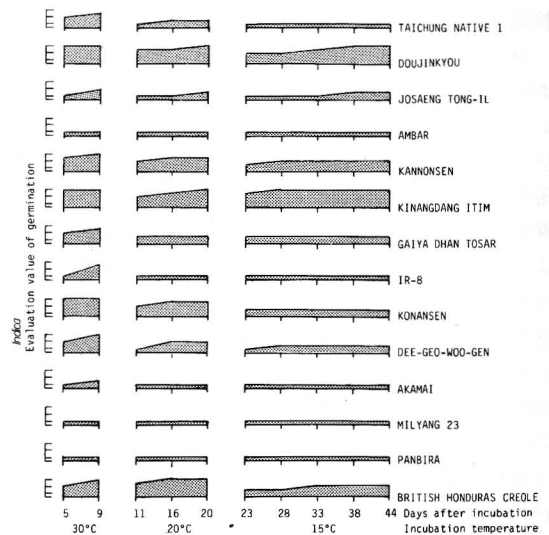 TAICHUNG NATIVE 1
DOUJINKYOU
JOSAENG TONG-IL
AMBAR
KANNONSEN
KINANGDANG ITIM
GAIYA DHAN TOSAR
IR-8
KONANSEN
DEE-GEO-WOO-GEN
AKAMAI
MILYANG 23
PANBIRA
BRITISH HONDURAS CREOLE
Indica
Evaluation value of germination
5 9 11 16 20 23 28 33 38 44 Days after incubation
30°C 20°C 15°C Incubation temperature